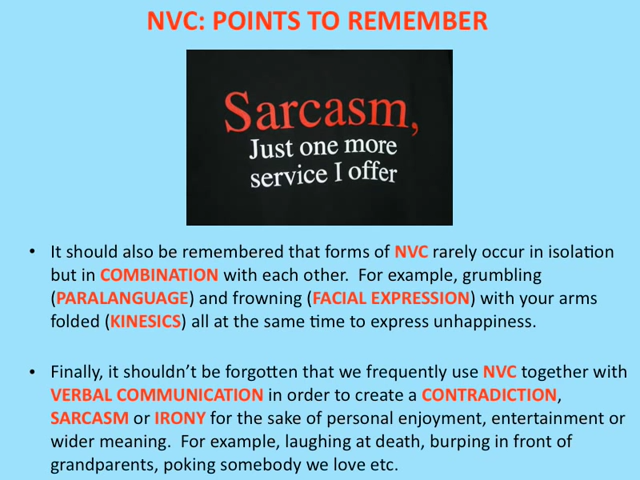 NVC: POINTS TO REMEMBER
Sarcasm,
Just one more
service I offer
• It should also be remembered that forms of NVC rarely occur in isolation
but in COMBINATION with each other.  For example, grumbling
(PARALANGUAGE) and frowning (FACIAL EXPRESSION) with your arms
folded (KINESICS) all at the same time to express unhappiness.
• Finally, it shouldn't be forgotten that we frequently use NVC together with
VERBAL COMMUNICATION in order to create a CONTRADICTION,
SARCASM or IRONY for the sake of personal enjoyment, entertainment or
wider meaning.  For example, laughing at death, burping in front of
grandparents, poking somebody we love etc.